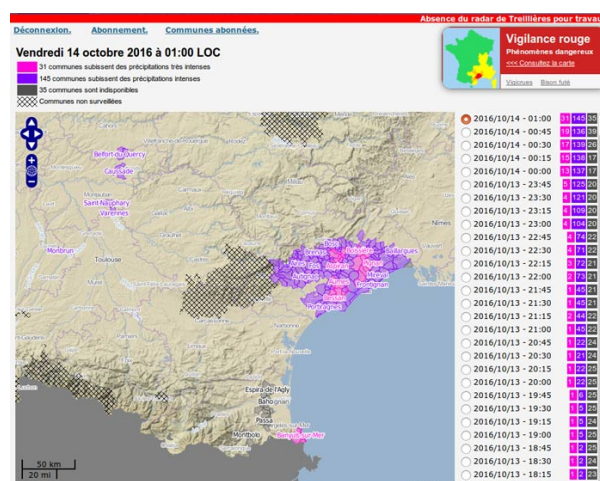 Absence du radar de Treillières pour travau
Déconnexion. Abonnement. Communes abonnées.
Vendredi 14 octobre 2016 à 01:00 LOC
31 communes subissent des précipitations très intenses
145 communes subissent des précipitations intenses
35 communes sont indisponibles
Communes non surveillées
Vigilance rouge
Phénomènes dangereux
<<< Consultez la carte
Vigicrues Bison futé
Belfort-du-Quercy
Caussade
Montauban
Saint-Nauphary
Varennes
Monbrun
Toulouse
Nîmes
Frontignan
Bessan
Portiragnes
Narbonne
Espira-de-l'Agly
Baho
Passa
Montbolo
Banyuls-sur-Mer
50 km
20 mi
2016/10/14 - 01:00 31 145 35
2016/10/14 - 00:45 19 136 39
2016/10/14 - 00:30 17 139 26
2016/10/14 - 00:15 15 138 17
2016/10/14 - 00:00 13 137 17
2016/10/13 - 23:45 5 125 20
2016/10/13 - 23:30 4 121 20
2016/10/13 - 23:15 4 109 20
2016/10/13 - 23:00 4 104 20
2016/10/13 - 22:45 4 74 22
2016/10/13 - 22:30 4 71 22
2016/10/13 - 22:15 3 72 21
2016/10/13 - 22:00 2 73 21
2016/10/13 - 21:45 1 45 21
2016/10/13 - 21:30 1 45 21
2016/10/13 - 21:15 2 44 22
2016/10/13 - 21:00 1 45 22
2016/10/13 - 20:45 1 22 24
2016/10/13 - 20:30 1 21 24
2016/10/13 - 20:15 1 22 25
2016/10/13 - 20:00 1 22 25
2016/10/13 - 19:45 1 6 25
2016/10/13 - 19:30 1 5 25
2016/10/13 - 19:15 1 5 24
2016/10/13 - 19:00 1 5 25
2016/10/13 - 18:45 1 2 25
2016/10/13 - 18:30 1 2 24
2016/10/13 - 18:15 1 2 23